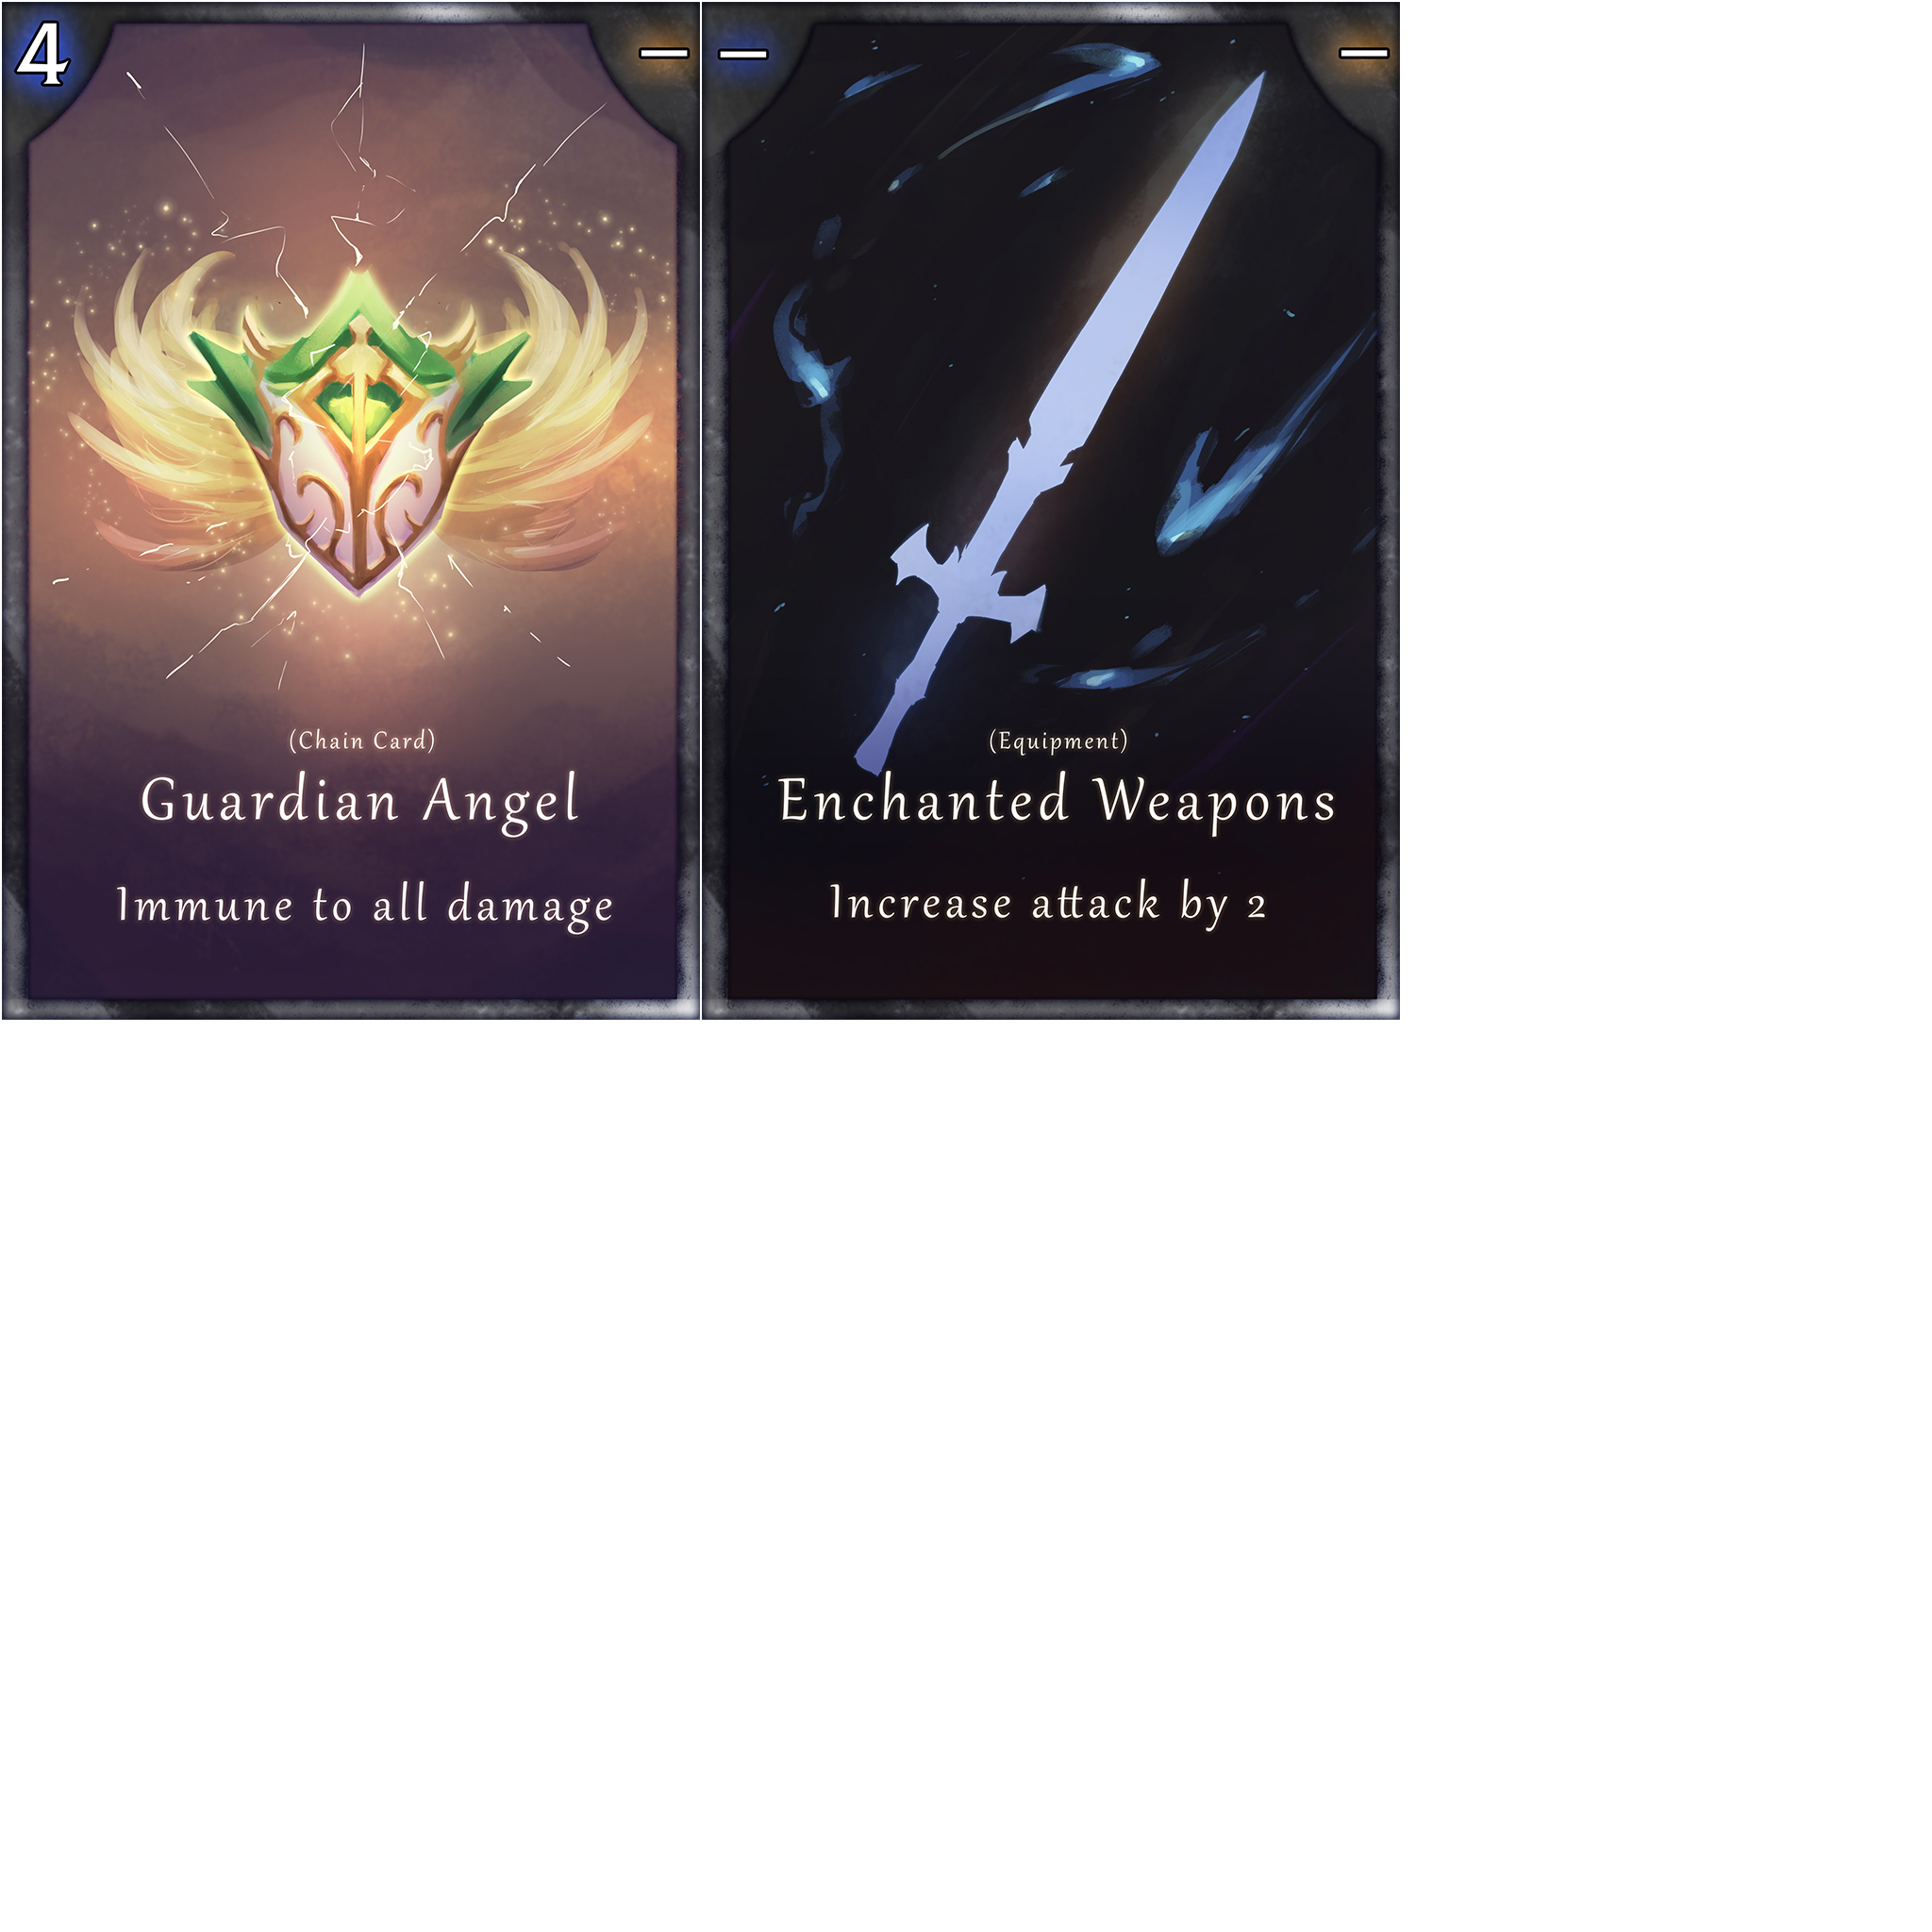 4 —
(Chain Card)
Guardian Angel
Immune to all damage
— —
(Equipment)
Enchanted Weapons
Increase attack by 2